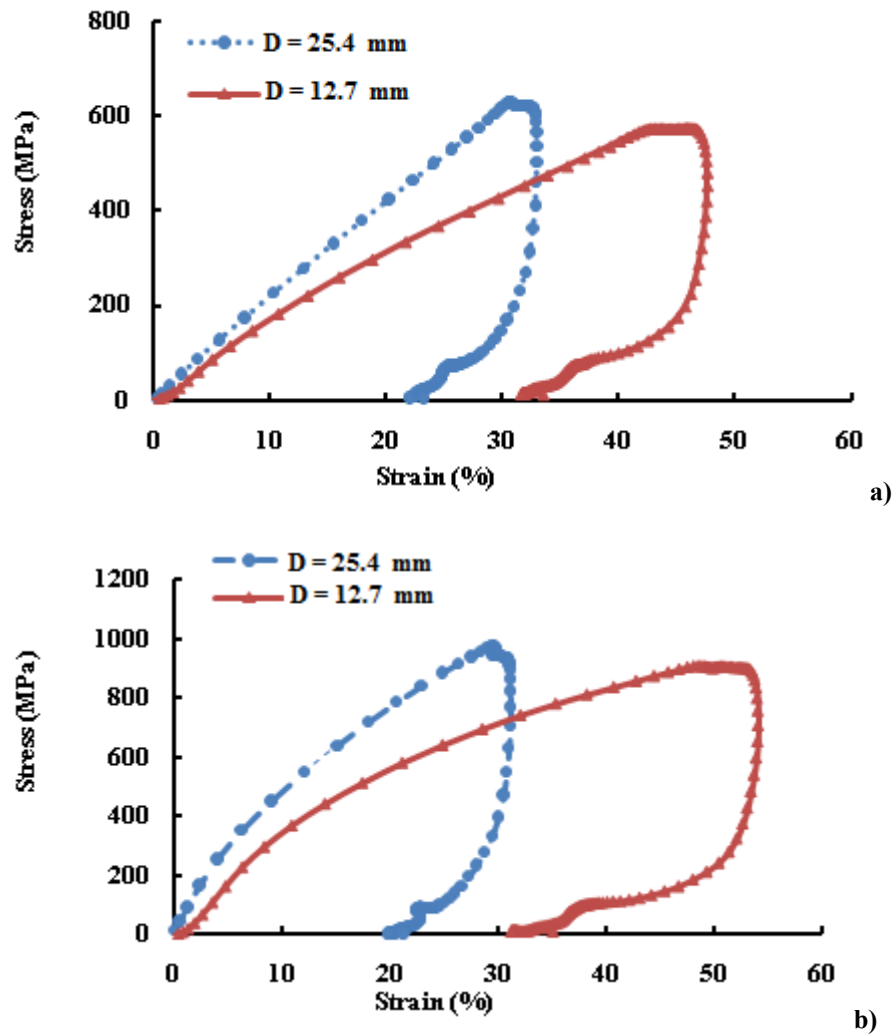 800
D = 25.4 mm
D = 12.7 mm
600
Stress (MPa)
400
200
0
0 10 20 30 40 50 60
Strain (%)
a)
D = 25.4 mm
D = 12.7 mm
1200
1000
800
Stress (MPa)
600
400
200
0
0 10 20 30 40 50 60
Strain (%)
b)